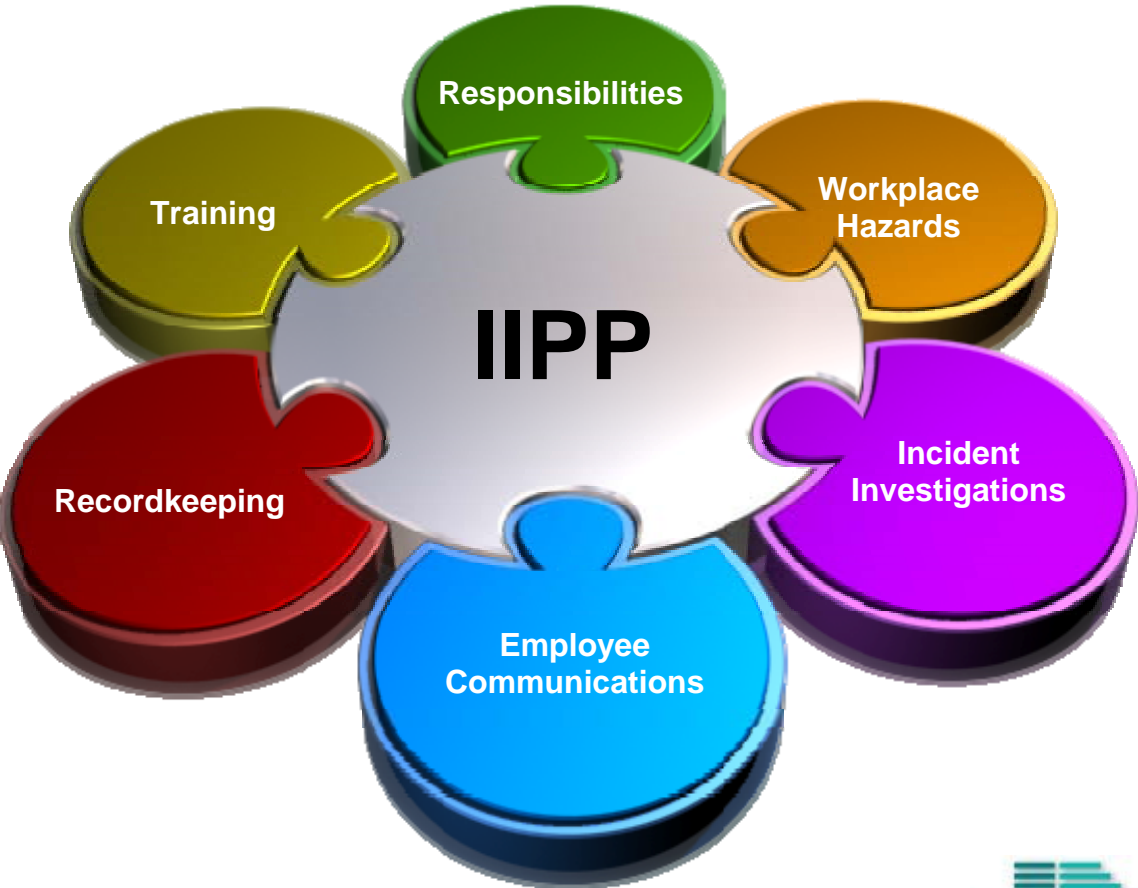 Responsibilities
Workplace
Hazards
Training
IIPP
Incident
Investigations
Recordkeeping
Employee
Communications